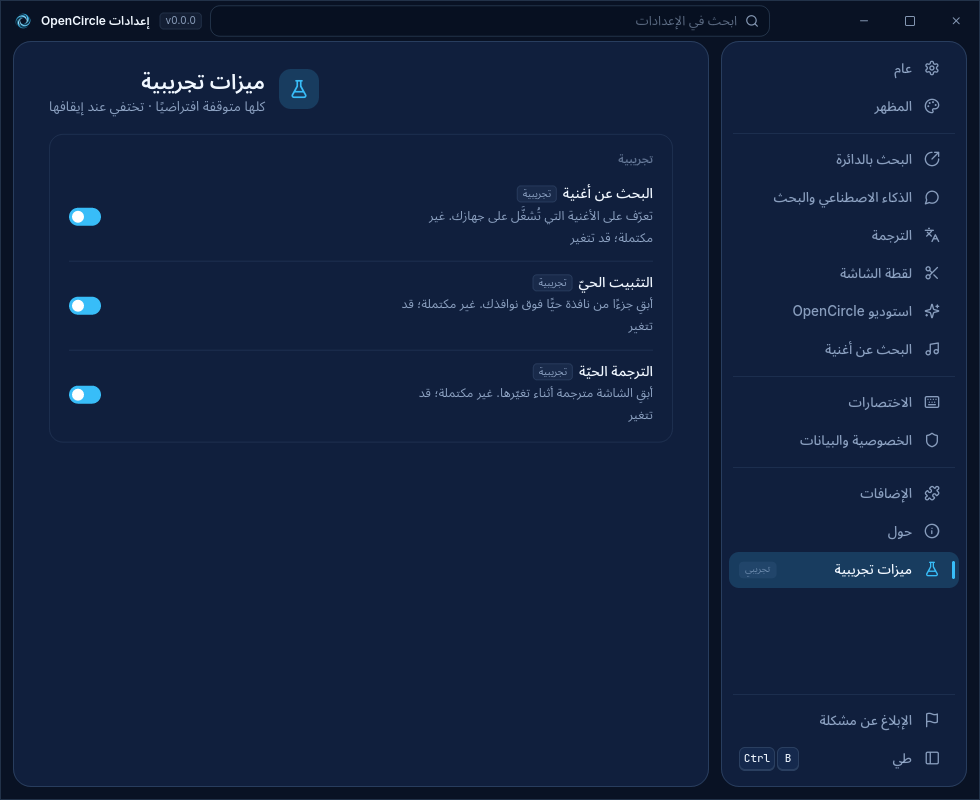 إعدادات OpenCircle
v0.0.0
ابحث في الإعدادات
عام
المظهر
البحث بالدائرة
الذكاء الاصطناعي والبحث
الترجمة
لقطة الشاشة
استوديو OpenCircle
البحث عن أغنية
الاختصارات
الخصوصية والبيانات
الإضافات
حول
ميزات تجريبية تجريبي
الإبلاغ عن مشكلة
طي Ctrl B
ميزات تجريبية
كلها متوقفة افتراضيًا · تختفي عند إيقافها
تجريبية
البحث عن أغنية تجريبية
تعرّف على الأغنية التي تُشغَّل على جهازك. غير
مكتملة؛ قد تتغير
التثبيت الحيّ تجريبية
أبقِ جزءًا من نافذة حيًّا فوق نوافذك. غير مكتملة؛ قد
تتغير
الترجمة الحيّة تجريبية
أبقِ الشاشة مترجمة أثناء تغيّرها. غير مكتملة؛ قد
تتغير